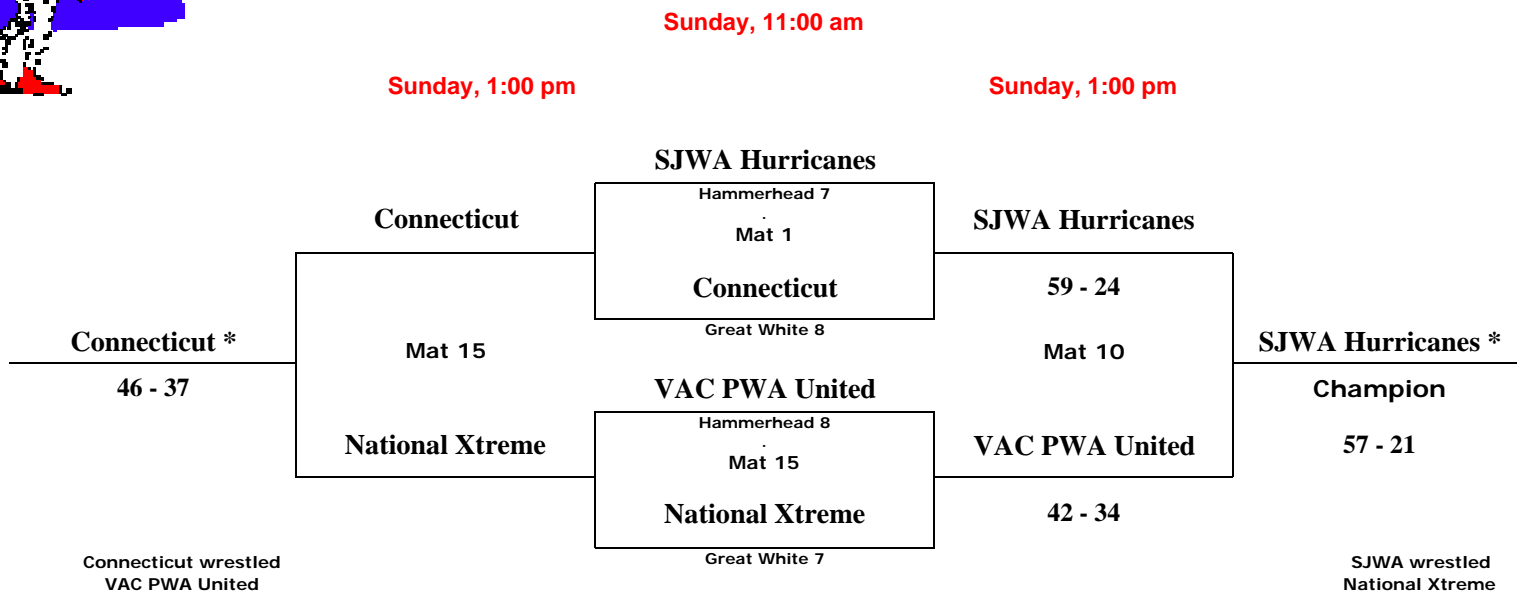 Sunday, 11:00 am
Sunday, 1:00 pm
Sunday, 1:00 pm
SJWA Hurricanes
Hammerhead 7
.
Connecticut
Mat 1
SJWA Hurricanes
Connecticut
59 - 24
Great White 8
Connecticut *
Mat 15
Mat 10
SJWA Hurricanes *
46 - 37
VAC PWA United
Champion
Hammerhead 8
.
National Xtreme
Mat 15
VAC PWA United
57 - 21
National Xtreme
42 - 34
Great White 7
Connecticut wrestled
VAC PWA United
SJWA wrestled
National Xtreme